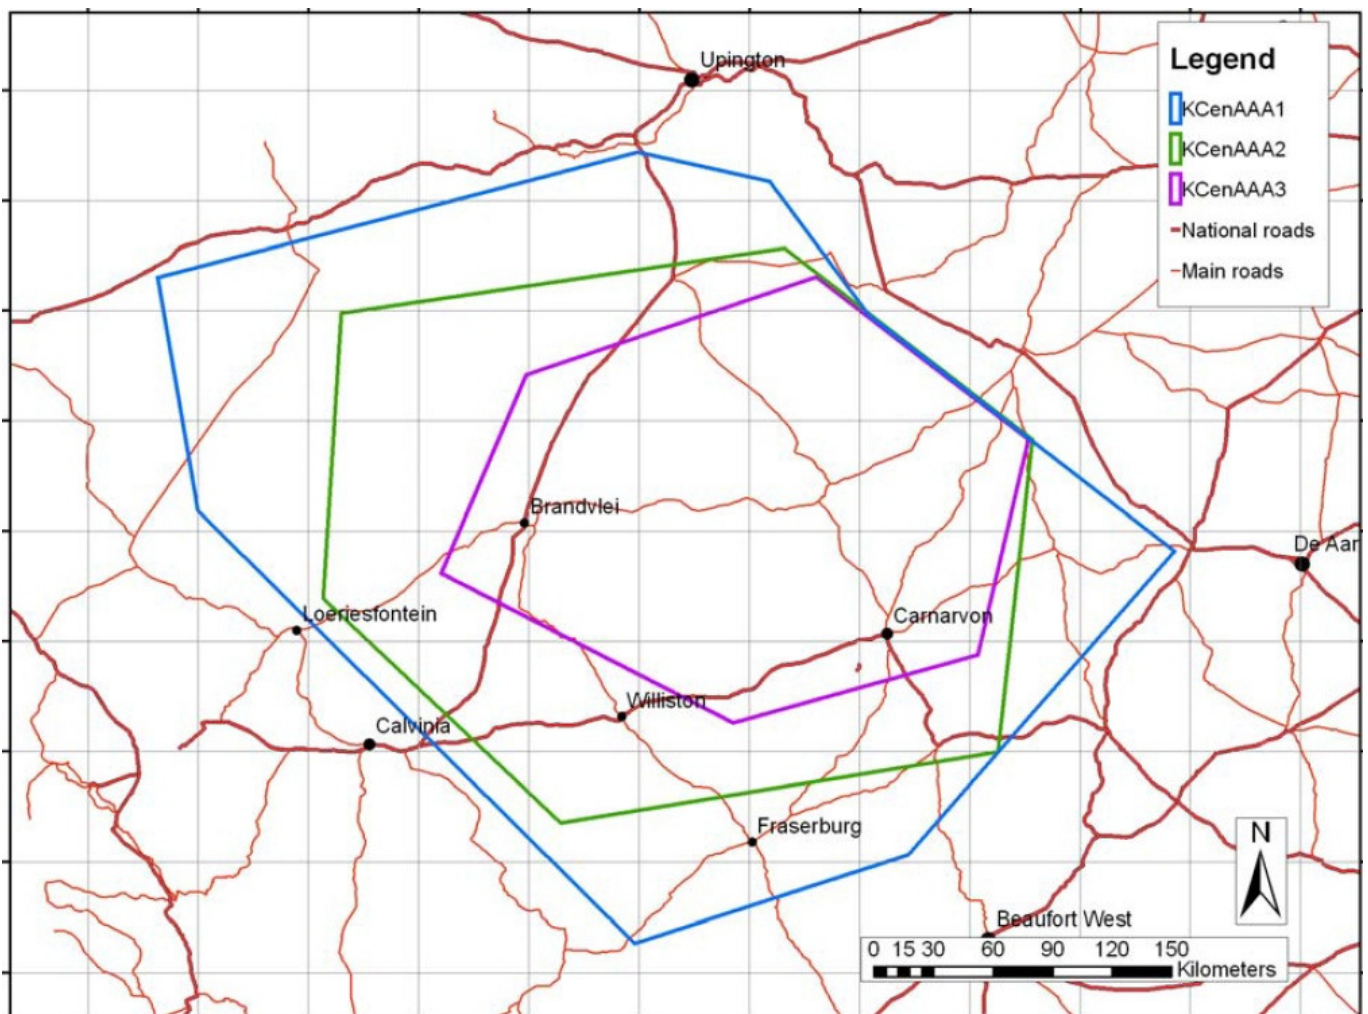 Upington
Legend
KCenAAA1
KCenAAA2
KCenAAA3
National roads
Main roads
Brandvlei
De Aar
Loeriesfontein
Carnarvon
Williston
Calvinia
Fraserburg
N
Beaufort West
0 15 30 60 90 120 150
Kilometers